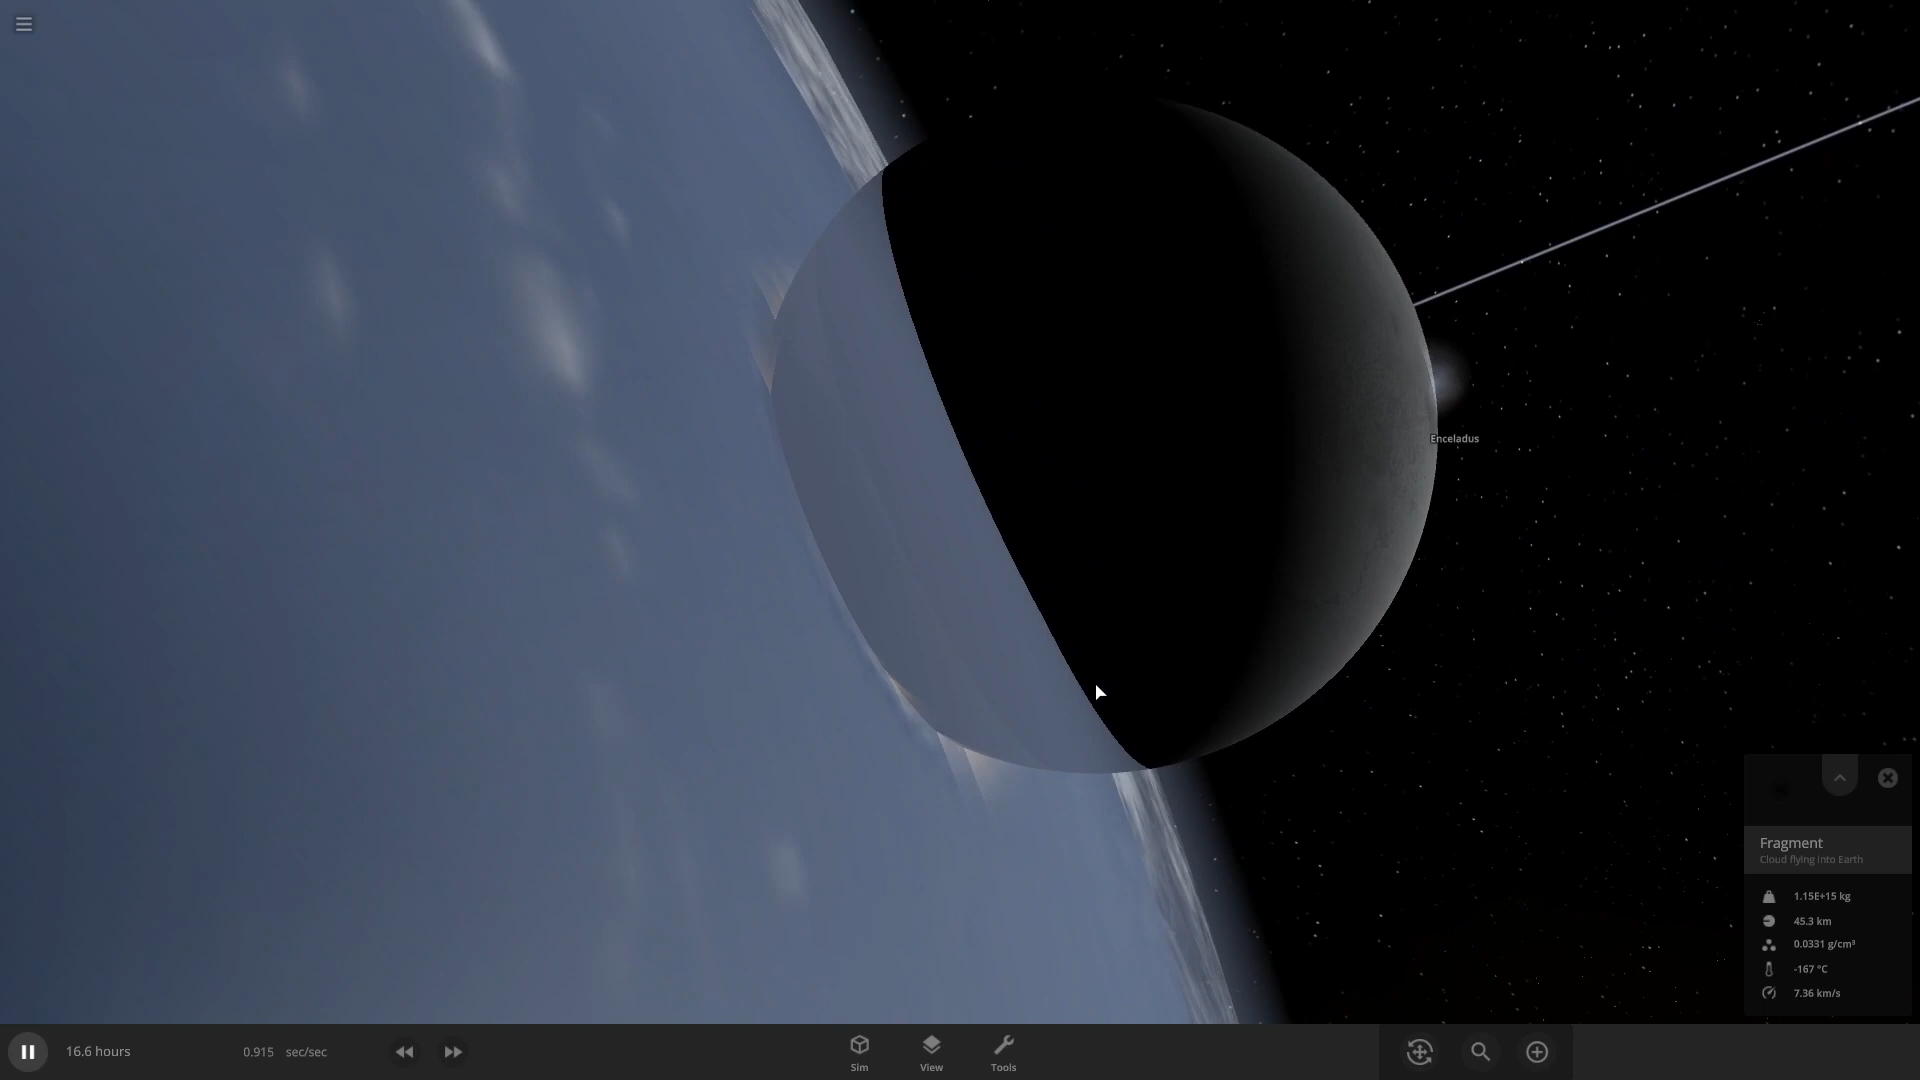 Enceladus
Fragment
Cloud flying into Earth
1.15E+15 kg
45.3 km
0.0331 g/cm³
-167 °C
7.36 km/s
16.6 hours
0.915 sec/sec
Sim
View
Tools